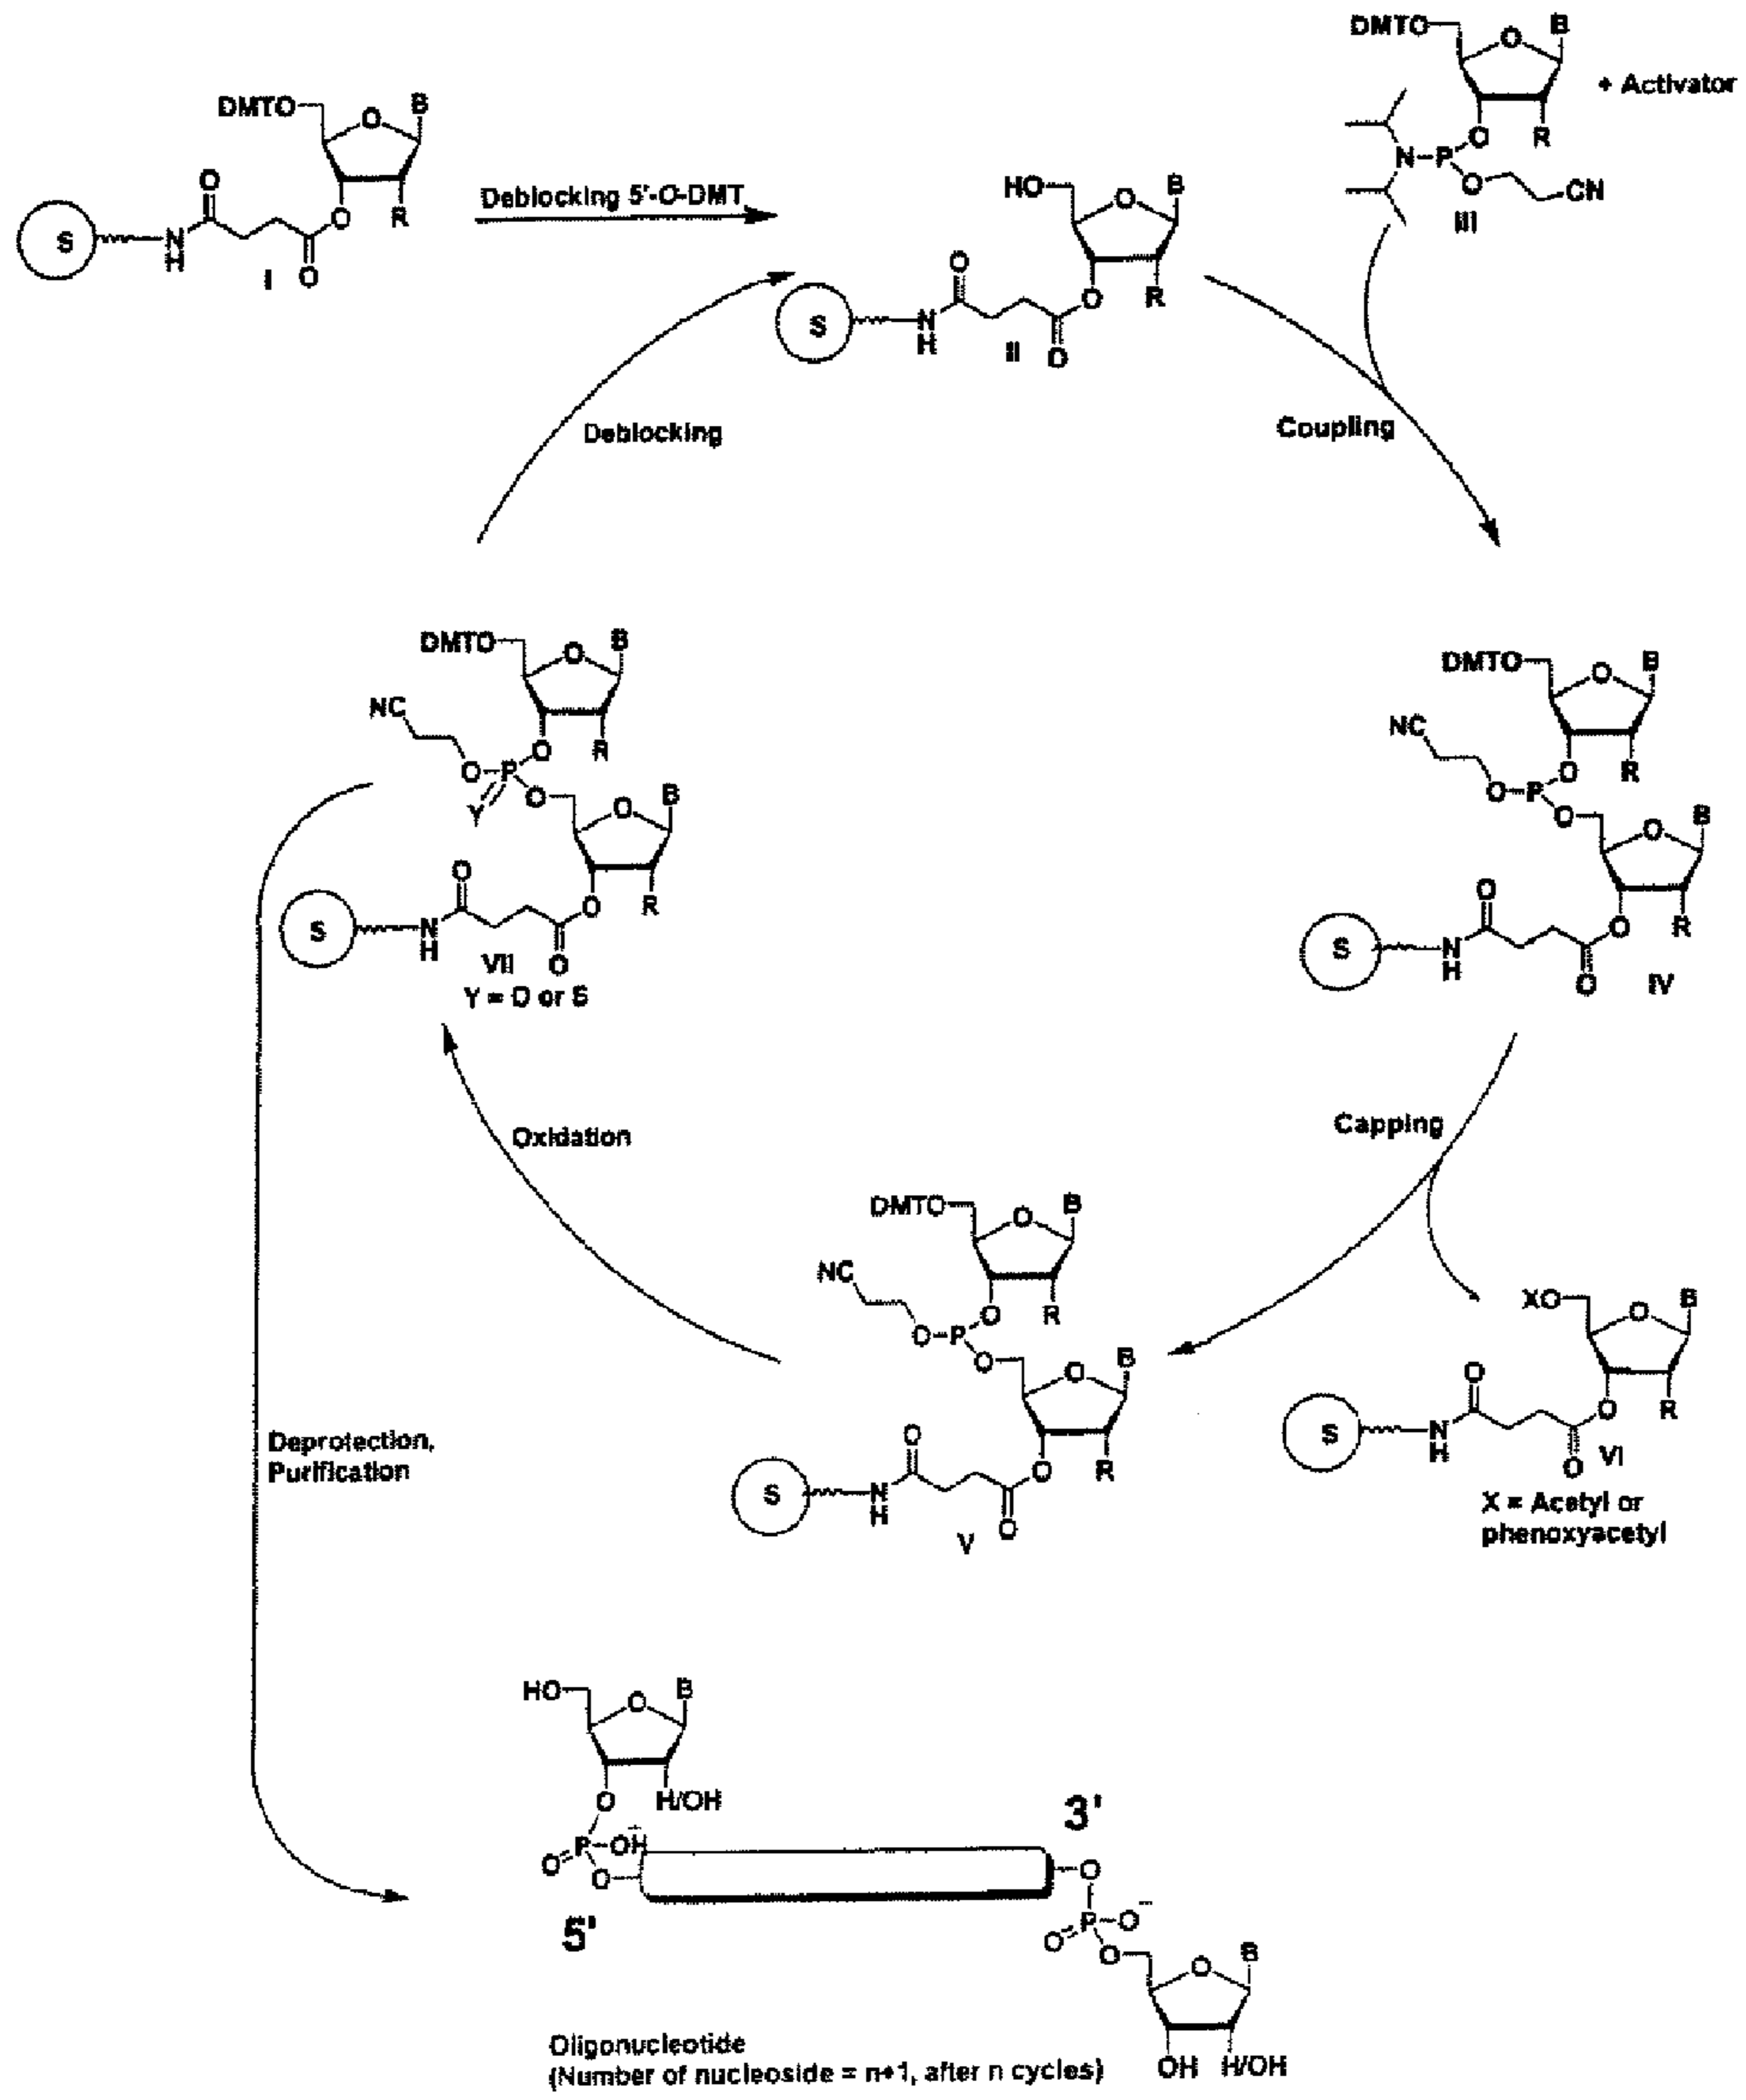 DMTO
O
B
+ Activator
O
R
N-P
O
CN
III
DMTO
O
B
O
O
R
S
N
H
I
O
Deblocking 5'-O-DMT
HO
O
B
O
O
R
S
N
H
II
O
Deblocking
Coupling
DMTO
O
B
NC
O
R
O-P
Y
O
O
B
O
O
R
S
N
H
VII
O
Y = O or S
DMTO
O
B
NC
O
R
O-P
O
O
B
O
O
R
S
N
H
O
IV
Oxidation
Capping
DMTO
O
B
NC
O
R
O-P
O
O
B
O
O
R
S
N
H
V
O
XO
O
B
O
O
R
S
N
H
O
VI
X = Acetyl or
phenoxyacetyl
Deprotection,
Purification
HO
O
B
O
H/OH
3'
P-OH
O
O
O
5'
P-O⁻
O
O
O
B
OH
H/OH
Oligonucleotide
(Number of nucleoside = n+1, after n cycles)